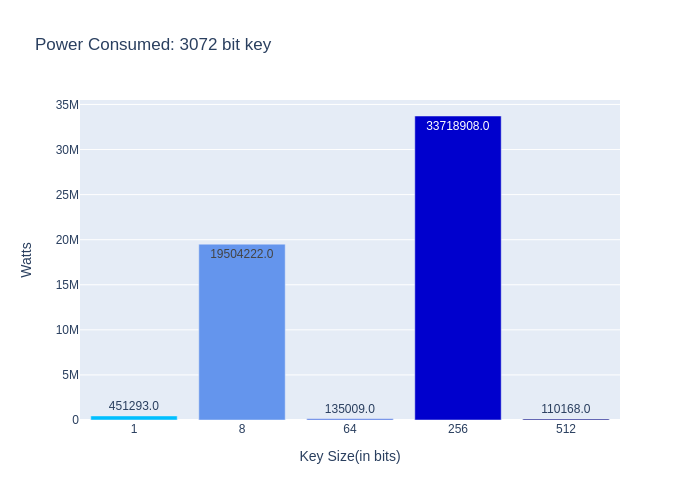 Power Consumed: 3072 bit key
35M
30M
25M
20M
15M
10M
5M
0
Watts
451293.0
19504222.0
135009.0
33718908.0
110168.0
1
8
64
256
512
Key Size(in bits)